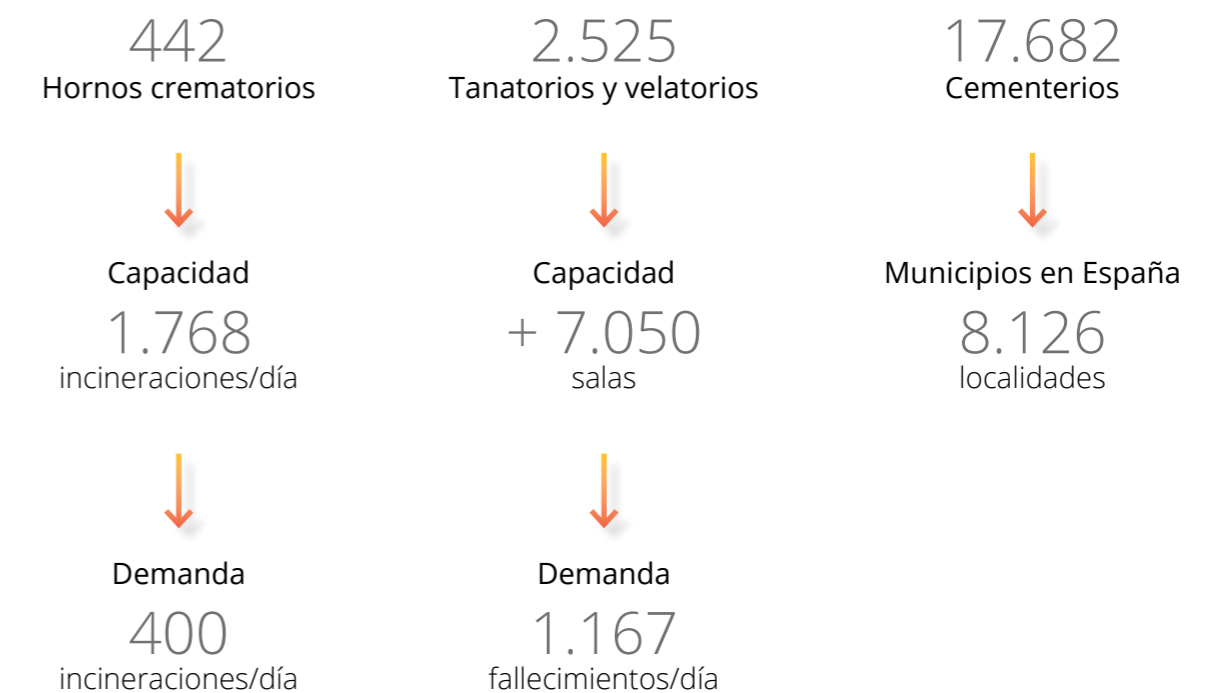 442
Hornos crematorios
Capacidad
1.768
incineraciones/día
Demanda
400
incineraciones/día
2.525
Tanatorios y velatorios
Capacidad
+ 7.050
salas
Demanda
1.167
fallecimientos/día
17.682
Cementerios
Municipios en España
8.126
localidades